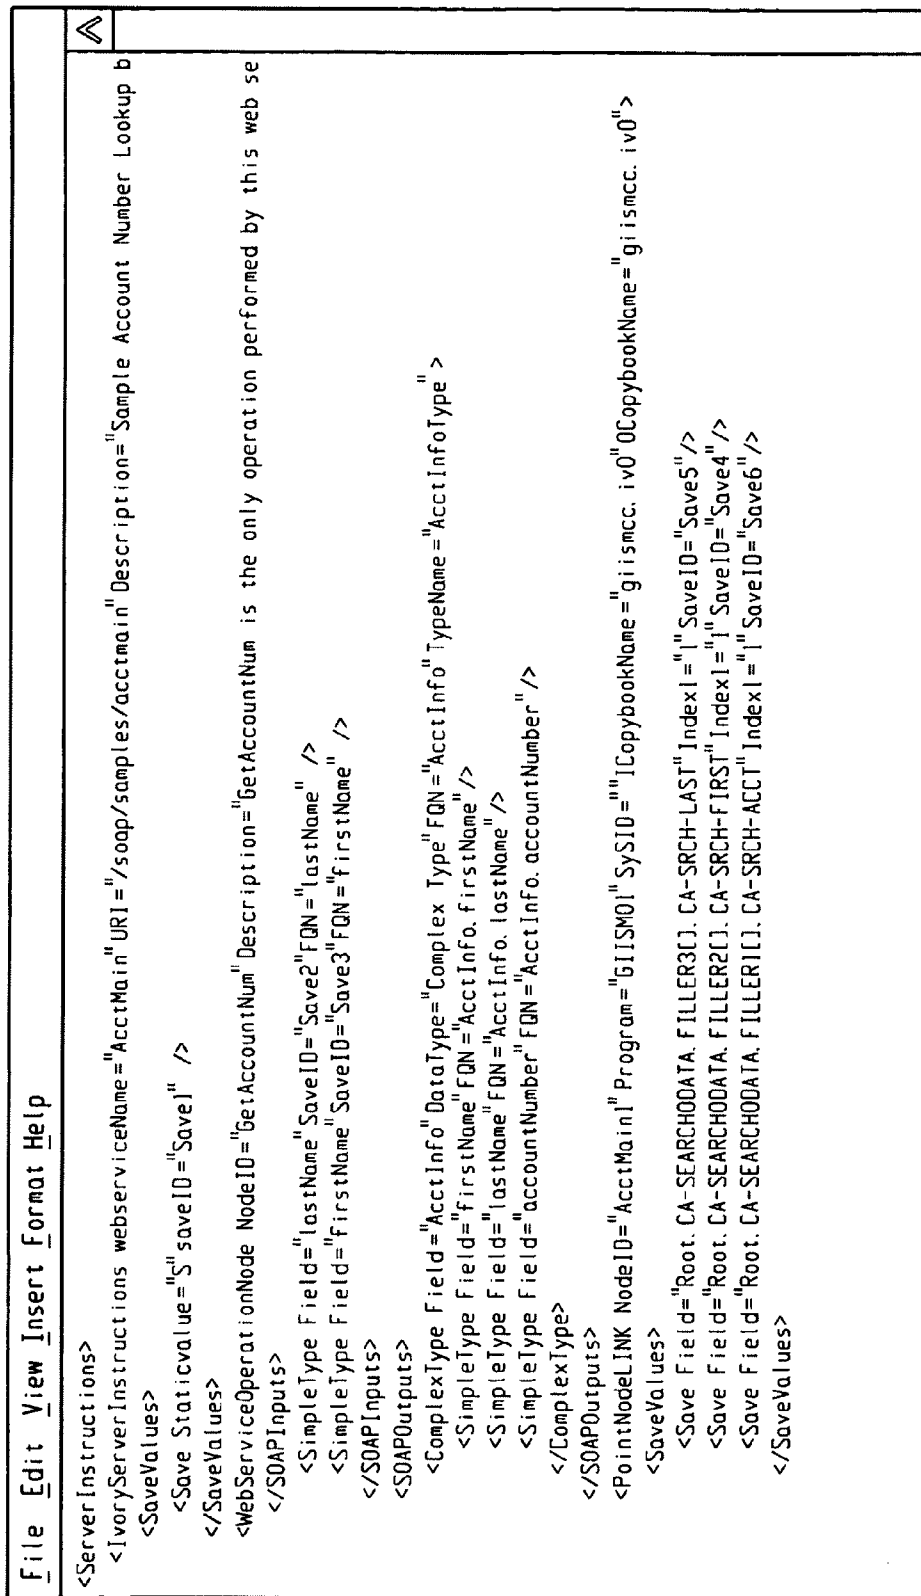 File Edit View Insert Format Help
<ServerInstructions>
<IvoryServerInstructions webserviceName="AcctMain"URI="/soap/samples/acctmain"Description="Sample Account Number Lookup b
<SaveValues>
<Save Staticvalue="S"saveID="Save1" />
</SaveValues>
<WebServiceOperationNode NodeID="GetAccountNum"Description="GetAccountNum is the only operation performed by this web se
</SOAPInputs>
<SimpleType Field="lastName"SaveID="Save2"FQN="lastName" />
<SimpleType Field="firstName"SaveID="Save3"FQN="firstName" />
</SOAPInputs>
<SOAPOutputs>
<ComplexType Field="AcctInfo"DataType="Complex Type"FQN="AcctInfo"TypeName="AcctInfoType">
<SimpleType Field="firstName"FQN="AcctInfo.firstName"/>
<SimpleType Field="lastName"FQN="AcctInfo.lastName"/>
<SimpleType Field="accountNumber"FQN="AcctInfo.accountNumber"/>
</ComplexType>
</SOAPOutputs>
<PointNodeLINK NodeID="AcctMain1"Program="GIISMO1"SySID=""ICopybookName="giismcc.iv0"OCopybookName="giismcc.iv0">
<SaveValues>
<Save Field="Root.CA-SEARCHODATA.FILLER3[].CA-SRCH-LAST"Index1="1"SaveID="Save5"/>
<Save Field="Root.CA-SEARCHODATA.FILLER2[].CA-SRCH-FIRST"Index1="1"SaveID="Save4"/>
<Save Field="Root.CA-SEARCHODATA.FILLER1[].CA-SRCH-ACCT"Index1="1"SaveID="Save6"/>
</SaveValues>